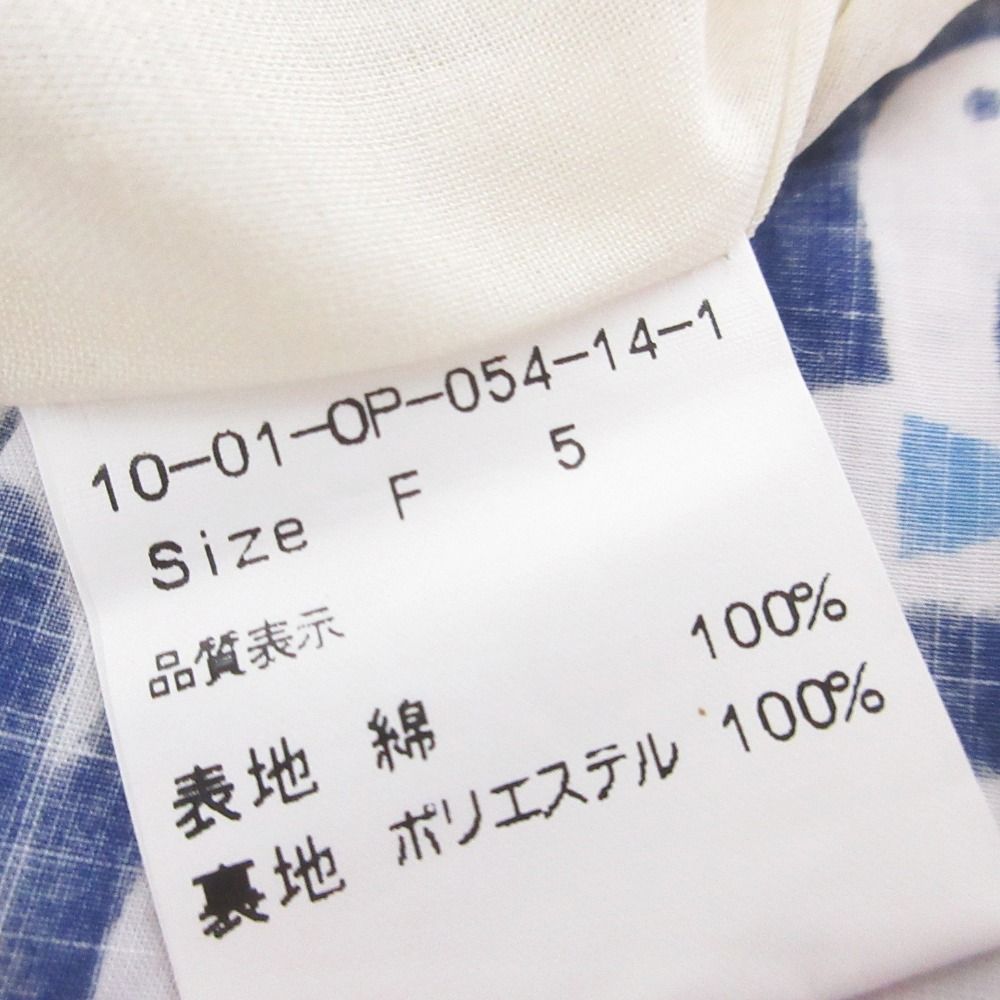 10-01-OP-054-14-1
Size F 5
品質表示
表地 綿 100%
裏地 ポリエステル 100%